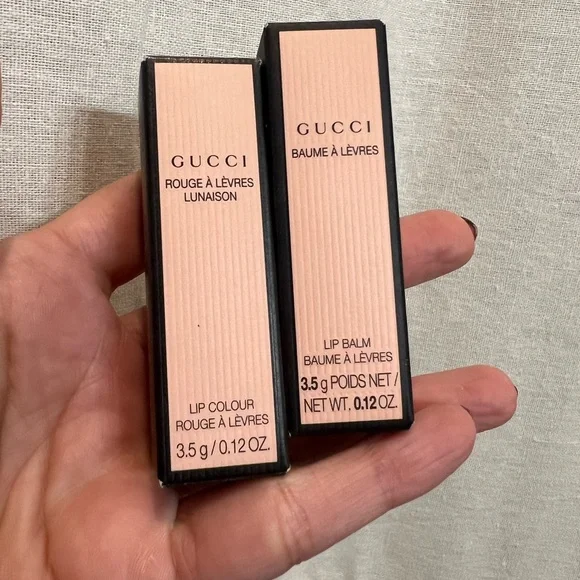 GUCCI
ROUGE À LÈVRES
LUNAISON
LIP COLOUR
ROUGE À LÈVRES
3.5 g / 0.12 OZ.
GUCCI
BAUME À LÈVRES
LIP BALM
BAUME À LÈVRES
3.5 g POIDS NET /
NET WT. 0.12 OZ.